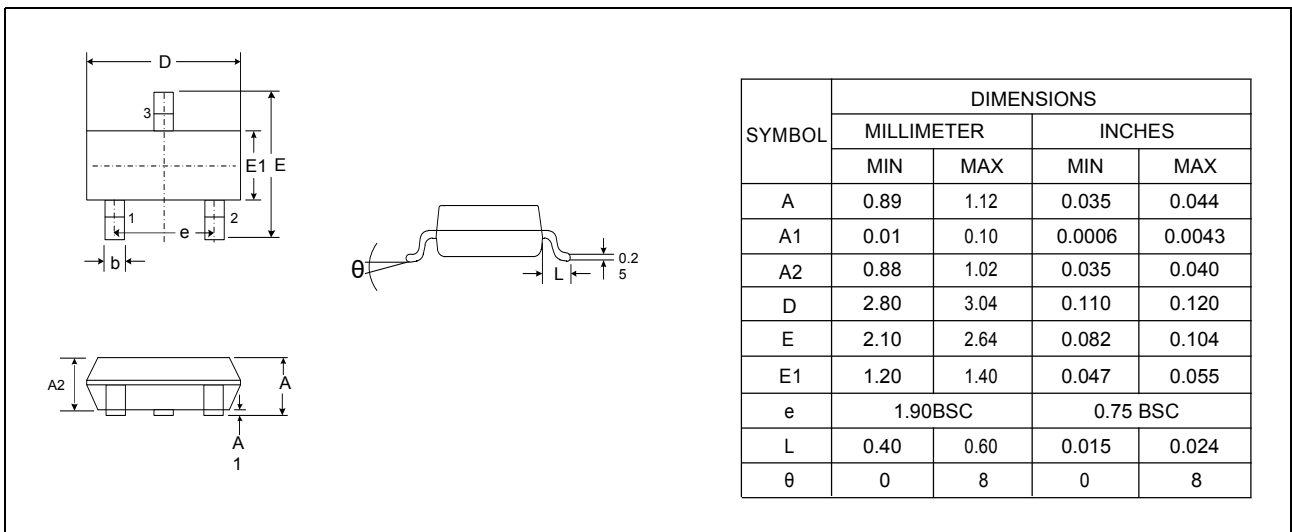 D
3
E1 E
1
2
e
b
θ
L
0.2
5
A2
A
A
1
SYMBOL DIMENSIONS
MILLIMETER INCHES
MIN MAX MIN MAX
A 0.89 1.12 0.035 0.044
A1 0.01 0.10 0.0006 0.0043
A2 0.88 1.02 0.035 0.040
D 2.80 3.04 0.110 0.120
E 2.10 2.64 0.082 0.104
E1 1.20 1.40 0.047 0.055
e 1.90BSC 0.75 BSC
L 0.40 0.60 0.015 0.024
θ 0 8 0 8